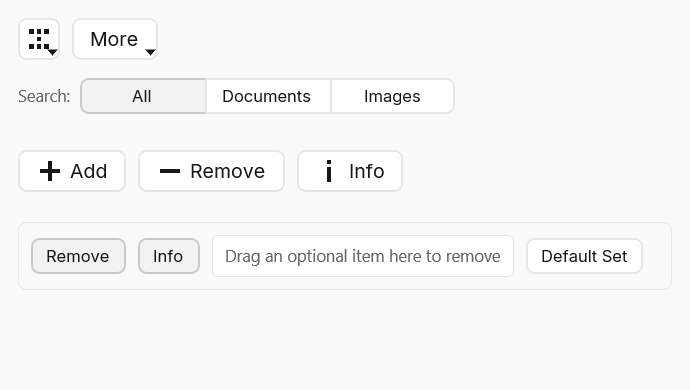 More
Search: All Documents Images
Add Remove Info
Remove Info Drag an optional item here to remove Default Set